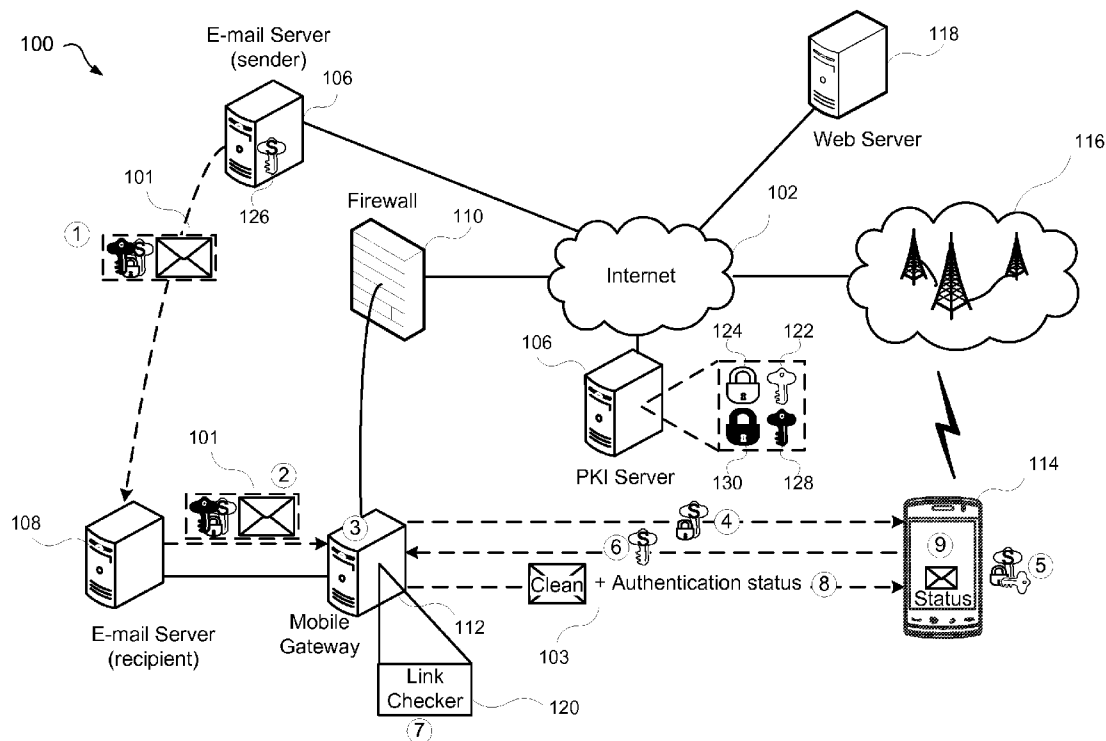 100
E-mail Server
(sender)
106
118
Web Server
116
101
126
Firewall
110
102
Internet
1
S
S
106
124
122
PKI Server
130
128
114
101
2
S
108
3
S
4
6
S
9
S
5
Clean + Authentication status 8
Status
E-mail Server
(recipient)
Mobile
Gateway
112
103
Link
Checker
120
7